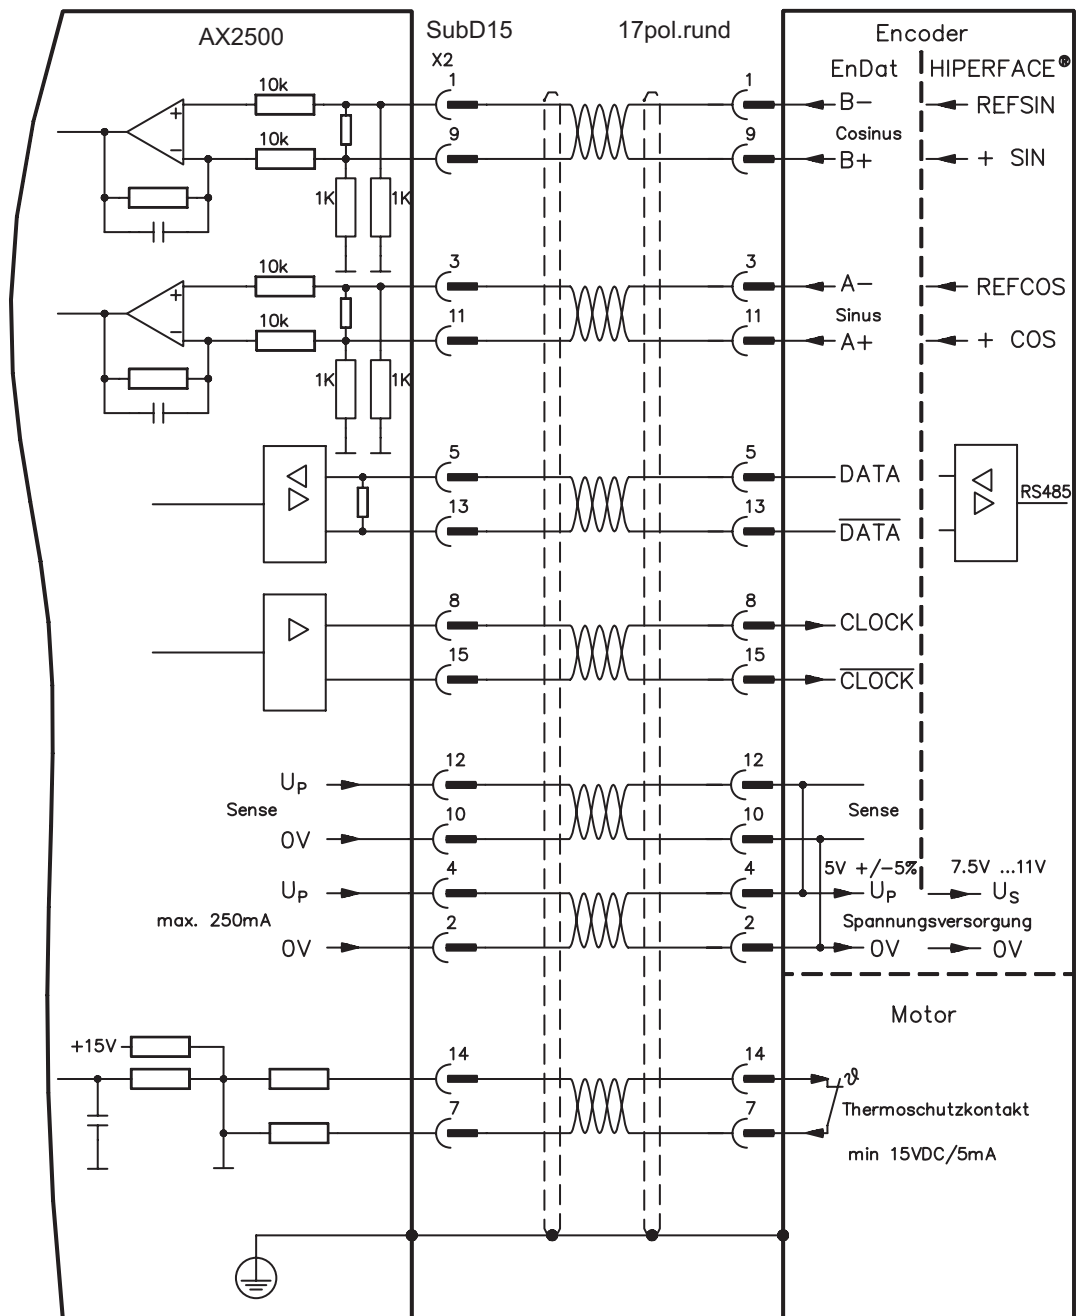 AX2500
SubD15
17pol.rund
Encoder
X2
EnDat
HIPERFACE®
10k
1
1
B−
REFSIN
Cosinus
10k
9
9
B+
+ SIN
1K
1K
10k
3
3
A−
REFCOS
Sinus
10k
11
11
A+
+ COS
1K
1K
5
5
DATA
RS485
13
13
DATA
8
8
CLOCK
15
15
CLOCK
UP
12
12
Sense
Sense
0V
10
10
5V +/−5%
7.5V ...11V
UP
4
4
UP
US
max. 250mA
Spannungsversorgung
0V
2
2
0V
0V
Motor
+15V
14
14
ϑ
7
7
Thermoschutzkontakt
min 15VDC/5mA